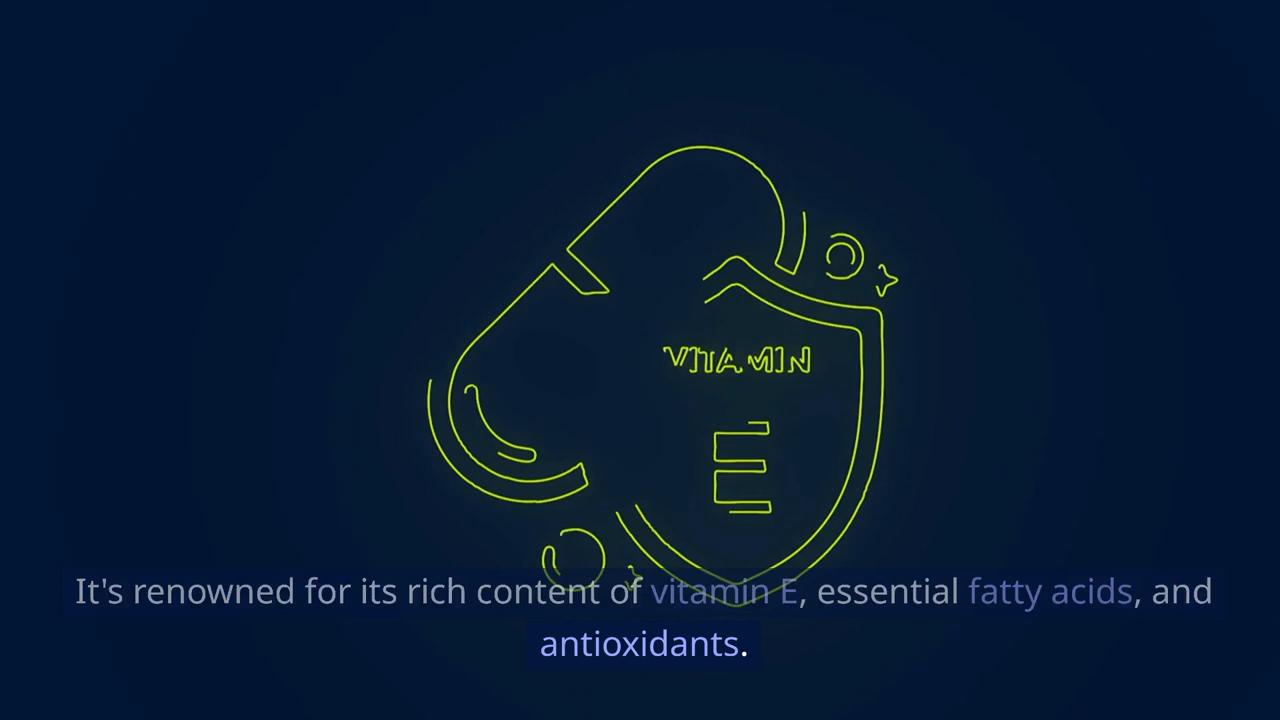 VITAMIN
E
It's renowned for its rich content of vitamin E, essential fatty acids, and
antioxidants.